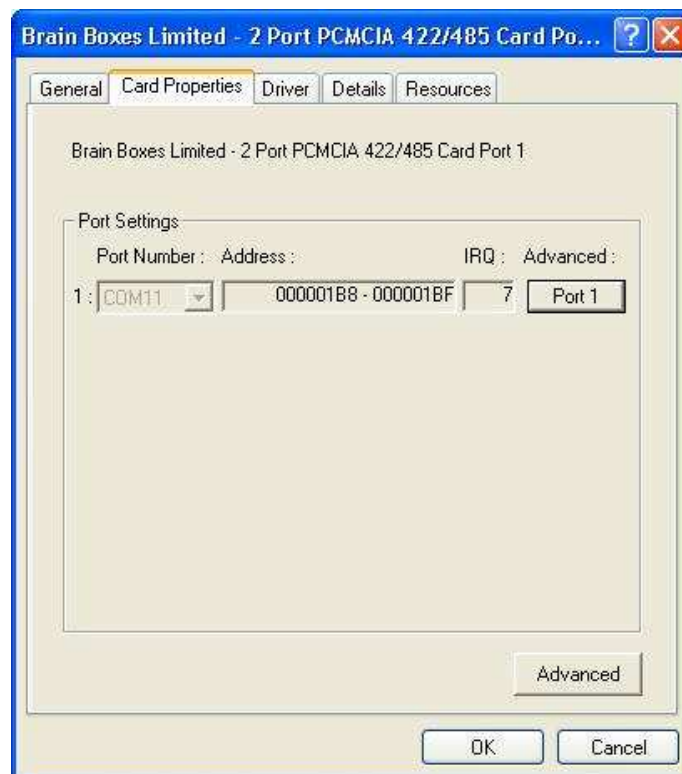 Brain Boxes Limited - 2 Port PCMCIA 422/485 Card Po...
General Card Properties Driver Details Resources
Brain Boxes Limited - 2 Port PCMCIA 422/485 Card Port 1
Port Settings
Port Number : Address : IRQ : Advanced :
1 : COM11 000001B8 - 000001BF 7 Port 1
Advanced
OK Cancel